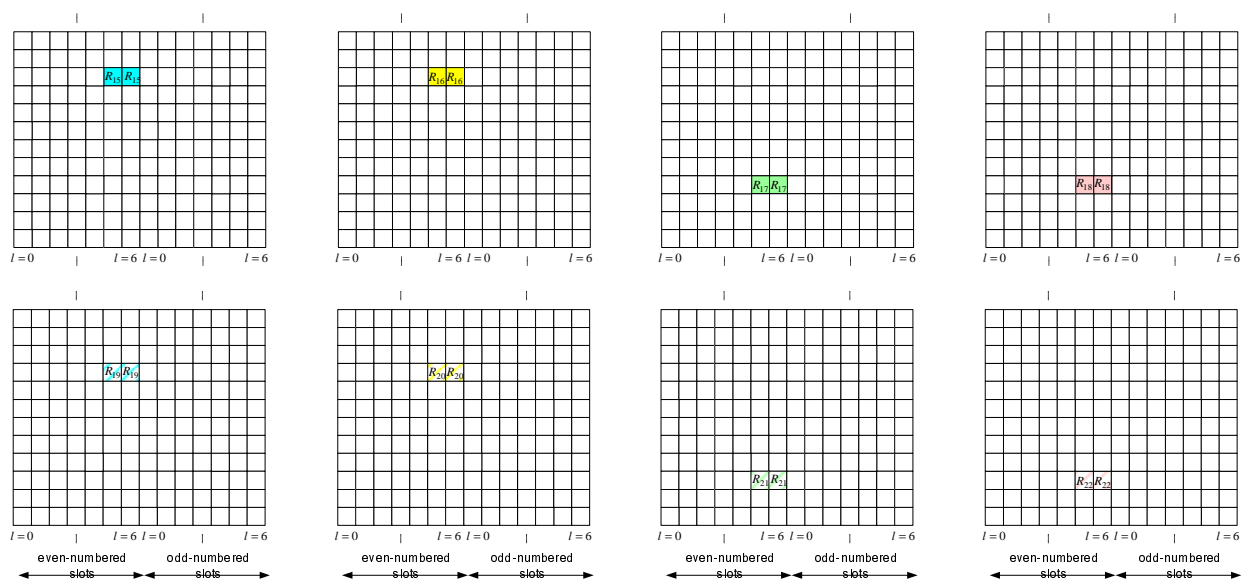 R15 R15 R16 R16
R17 R17 R18 R18
l = 0 l = 6 l = 0 l = 6 l = 0 l = 6 l = 0 l = 6 l = 0 l = 6 l = 0 l = 6 l = 0 l = 6 l = 0 l = 6
R19 R19 R20 R20
R21 R21 R22 R22
l = 0 l = 6 l = 0 l = 6 l = 0 l = 6 l = 0 l = 6 l = 0 l = 6 l = 0 l = 6 l = 0 l = 6 l = 0 l = 6
even-numbered odd-numbered even-numbered odd-numbered even-numbered odd-numbered even-numbered odd-numbered
slots slots slots slots slots slots slots slots